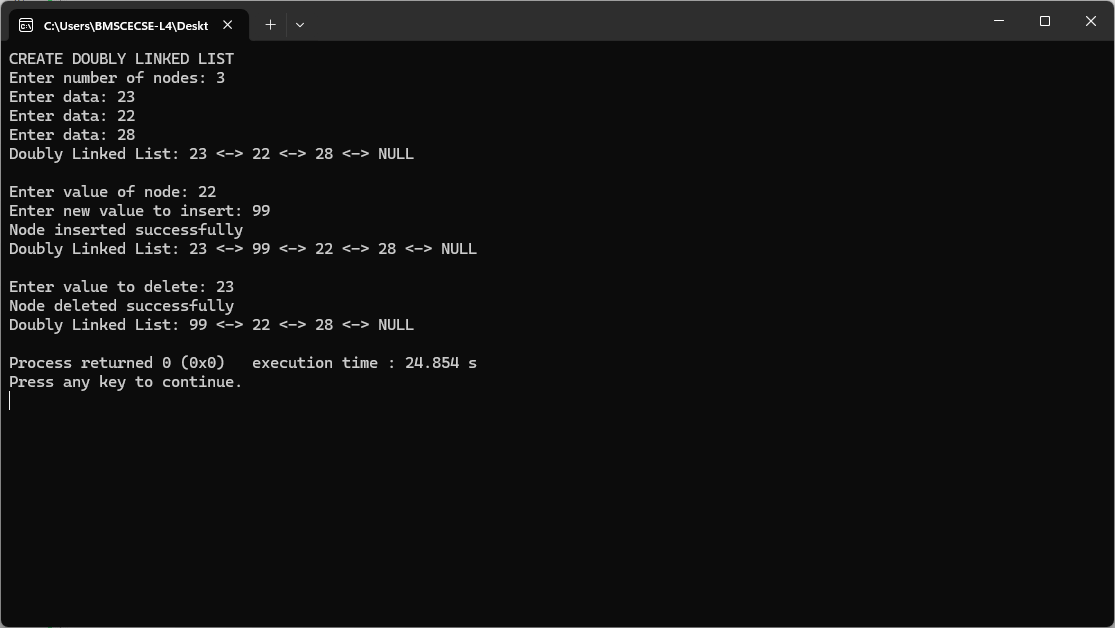 C:\Users\BMSCECSE-L4\Deskt
CREATE DOUBLY LINKED LIST
Enter number of nodes: 3
Enter data: 23
Enter data: 22
Enter data: 28
Doubly Linked List: 23 <-> 22 <-> 28 <-> NULL
Enter value of node: 22
Enter new value to insert: 99
Node inserted successfully
Doubly Linked List: 23 <-> 99 <-> 22 <-> 28 <-> NULL
Enter value to delete: 23
Node deleted successfully
Doubly Linked List: 99 <-> 22 <-> 28 <-> NULL
Process returned 0 (0x0)   execution time : 24.854 s
Press any key to continue.